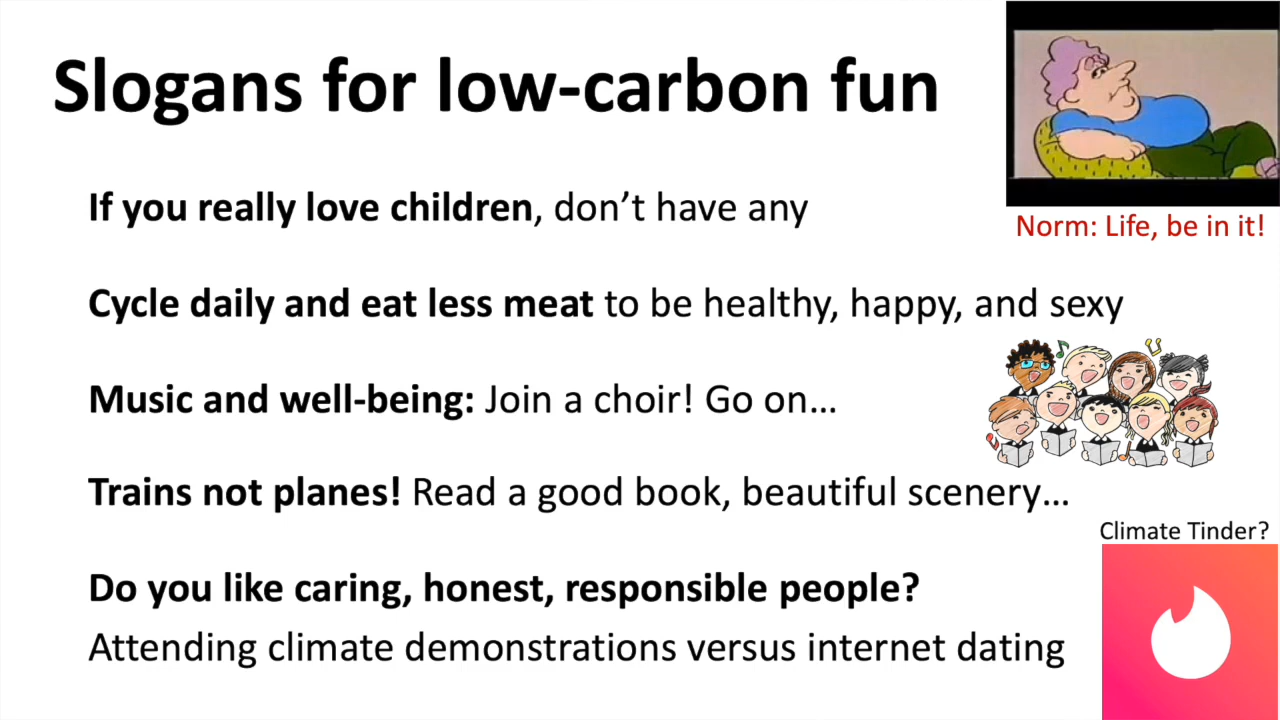 Slogans for low-carbon fun
Norm: Life, be in it!
If you really love children, don’t have any
Cycle daily and eat less meat to be healthy, happy, and sexy
Music and well-being: Join a choir! Go on…
Trains not planes! Read a good book, beautiful scenery…
Climate Tinder?
Do you like caring, honest, responsible people?
Attending climate demonstrations versus internet dating